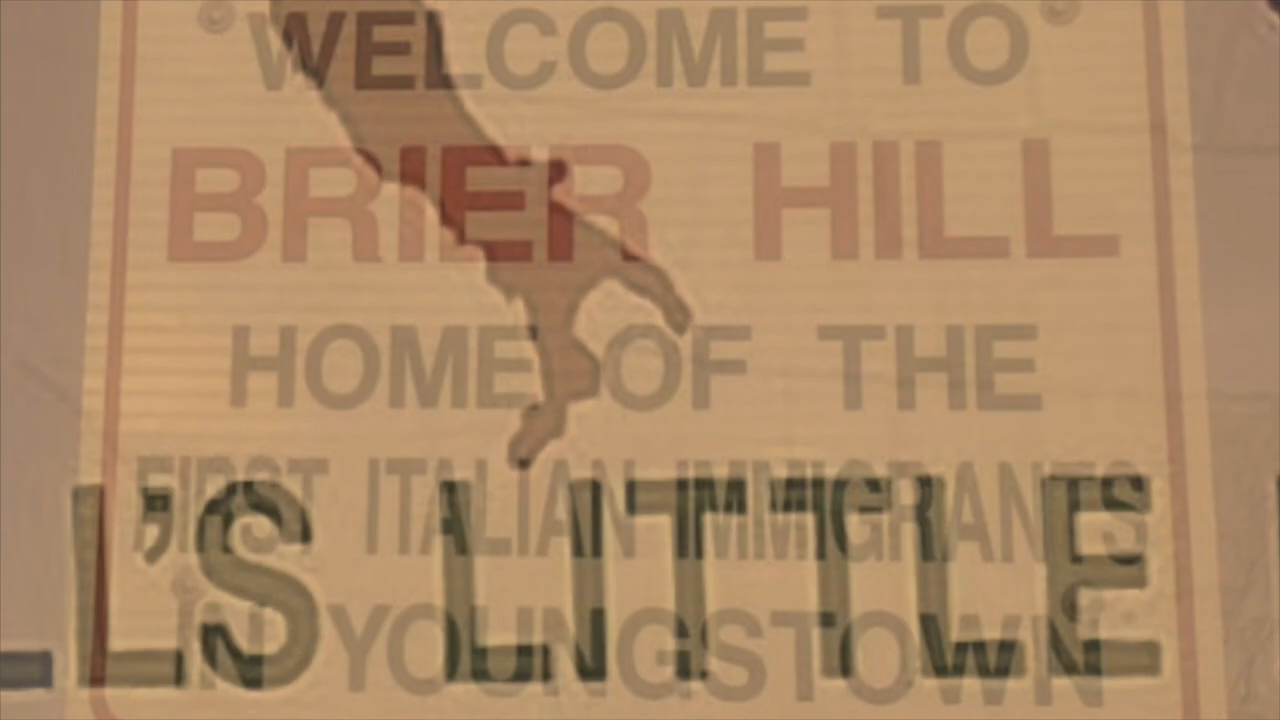 WELCOME TO
BRIER HILL
HOME OF THE
FIRST ITALIAN IMMIGRANTS
L'S LITTLE
IN YOUNGSTOWN